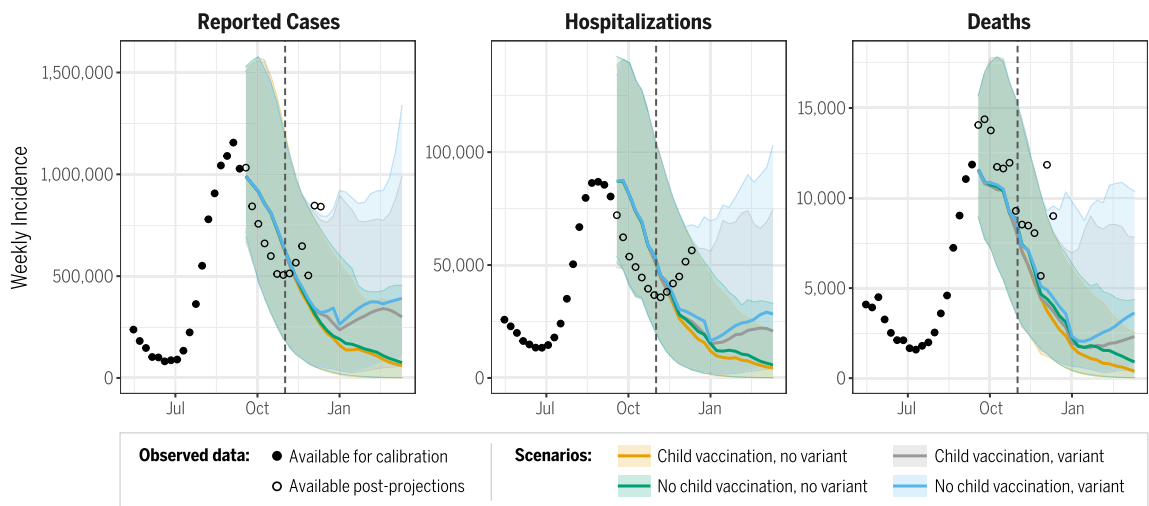 Reported Cases
Hospitalizations
Deaths
Weekly Incidence
1,500,000
1,000,000
500,000
0
Jul
Oct
Jan
100,000
50,000
0
Jul
Oct
Jan
15,000
10,000
5,000
0
Jul
Oct
Jan
Observed data:
Available for calibration
Available post-projections
Scenarios:
Child vaccination, no variant
No child vaccination, no variant
Child vaccination, variant
No child vaccination, variant